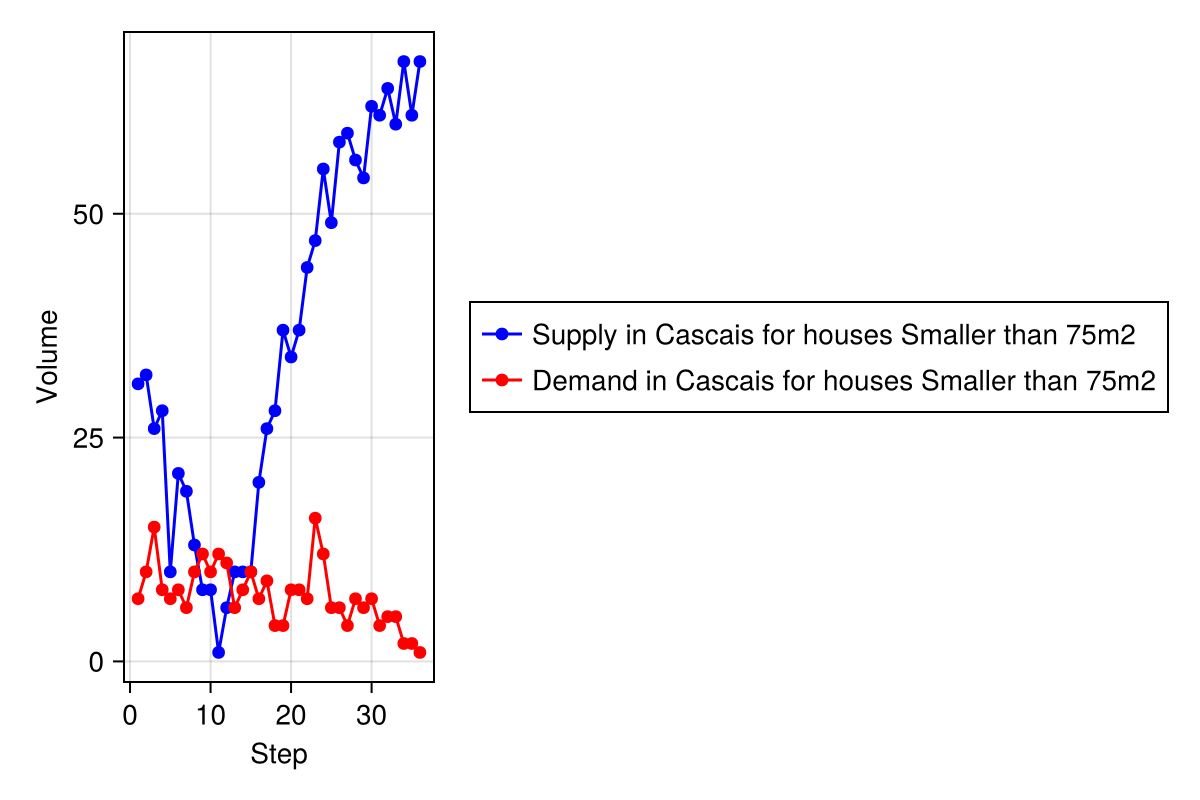 50
25
0
Volume
0 10 20 30
Step
Supply in Cascais for houses Smaller than 75m2
Demand in Cascais for houses Smaller than 75m2